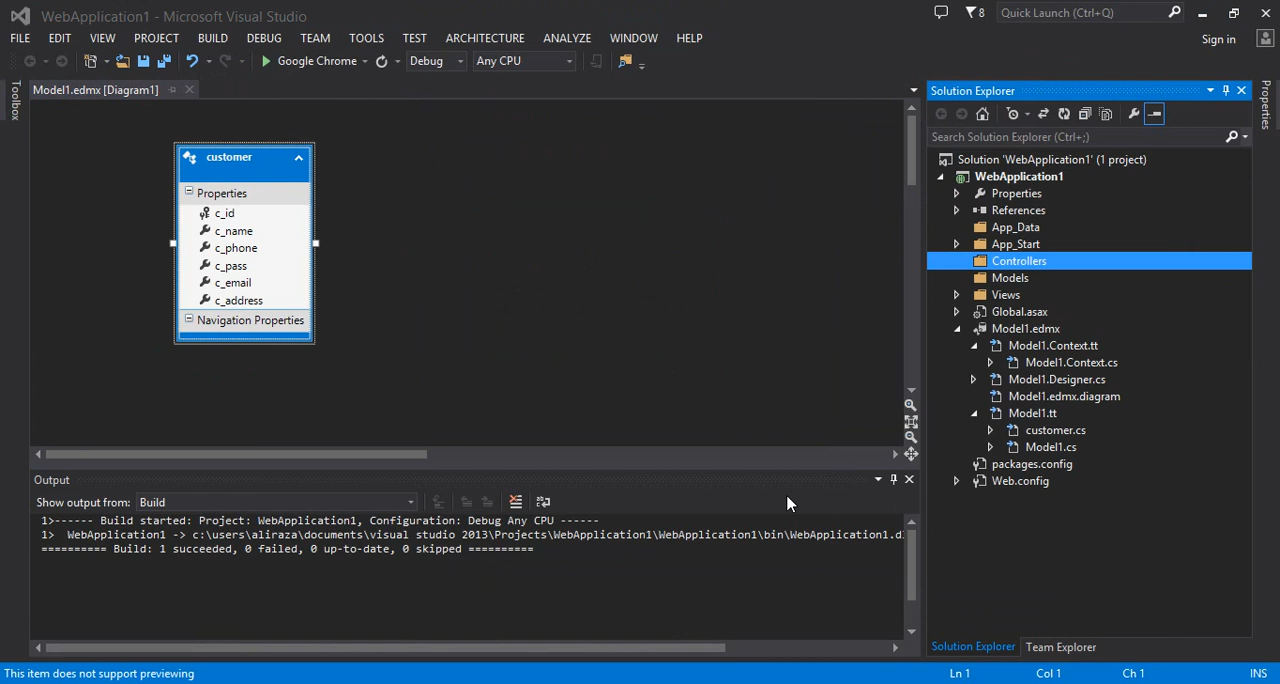 WebApplication1 - Microsoft Visual Studio
8
Quick Launch (Ctrl+Q)
FILE EDIT VIEW PROJECT BUILD DEBUG TEAM TOOLS TEST ARCHITECTURE ANALYZE WINDOW HELP
Sign in
Google Chrome Debug Any CPU
Toolbox
Model1.edmx [Diagram1]
customer
Properties
c_id
c_name
c_phone
c_pass
c_email
c_address
Navigation Properties
Output
Show output from: Build
1>------ Build started: Project: WebApplication1, Configuration: Debug Any CPU ------
1> WebApplication1 -> c:\users\aliraza\documents\visual studio 2013\Projects\WebApplication1\WebApplication1\bin\WebApplication1.d
========== Build: 1 succeeded, 0 failed, 0 up-to-date, 0 skipped ==========
Solution Explorer
Search Solution Explorer (Ctrl+;)
Solution 'WebApplication1' (1 project)
WebApplication1
Properties
References
App_Data
App_Start
Controllers
Models
Views
Global.asax
Model1.edmx
Model1.Context.tt
Model1.Context.cs
Model1.Designer.cs
Model1.edmx.diagram
Model1.tt
customer.cs
Model1.cs
packages.config
Web.config
Solution Explorer Team Explorer
Properties
This item does not support previewing
Ln 1 Col 1 Ch 1 INS